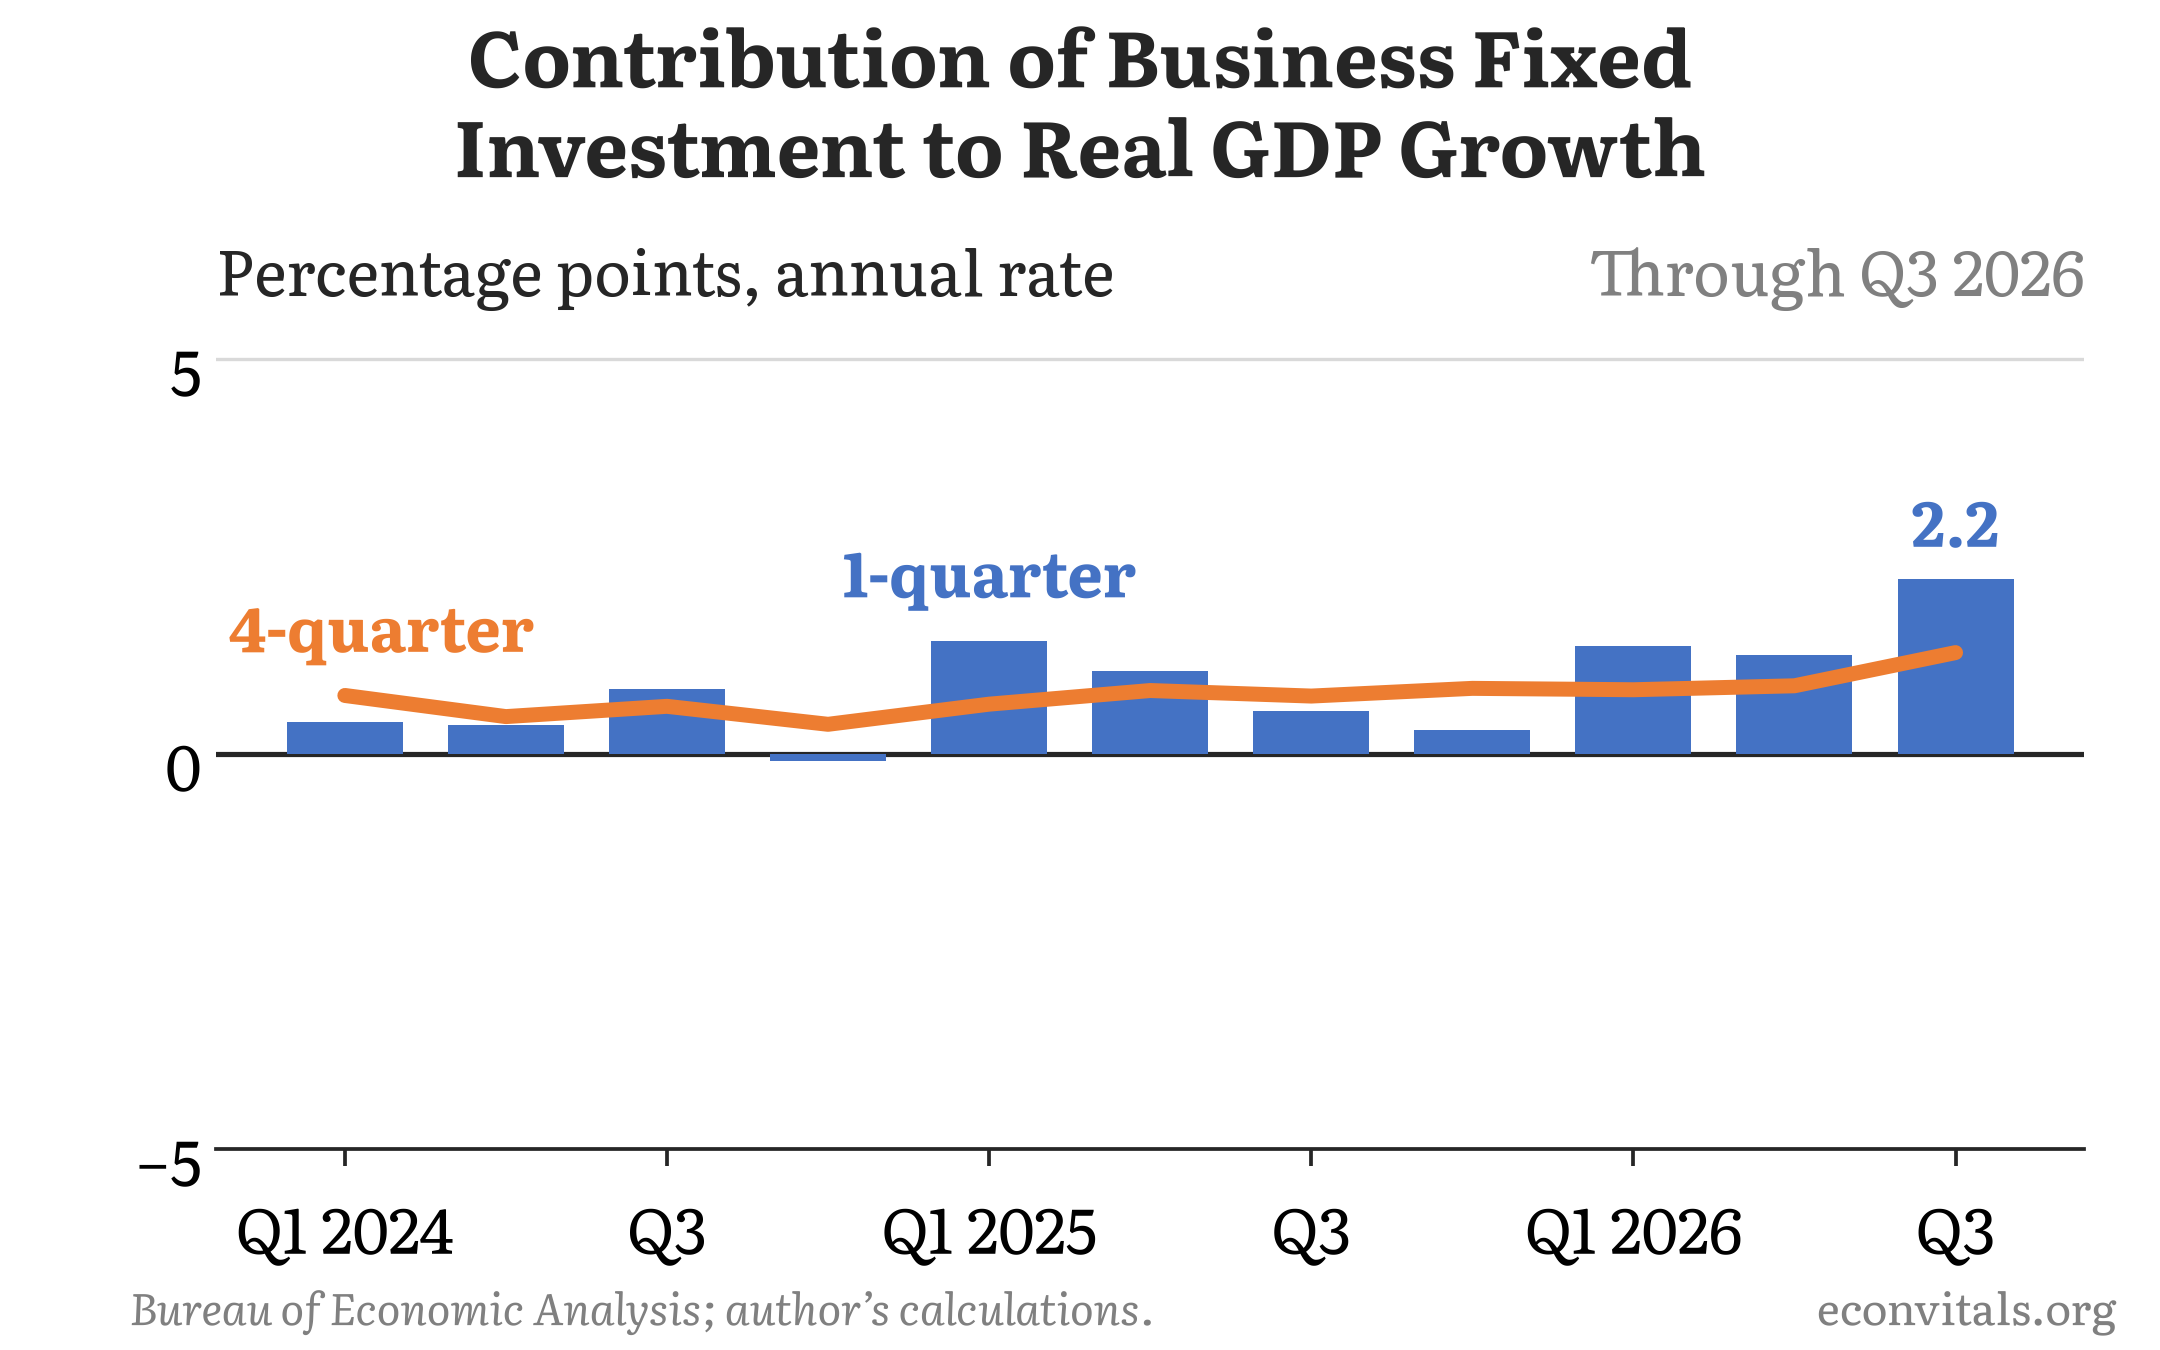 Contribution of Business Fixed
Investment to Real GDP Growth
Percentage points, annual rate
Through Q3 2026
5
2.2
1-quarter
4-quarter
0
−5
Q1 2024
Q3
Q1 2025
Q3
Q1 2026
Q3
Bureau of Economic Analysis; author’s calculations.
econvitals.org